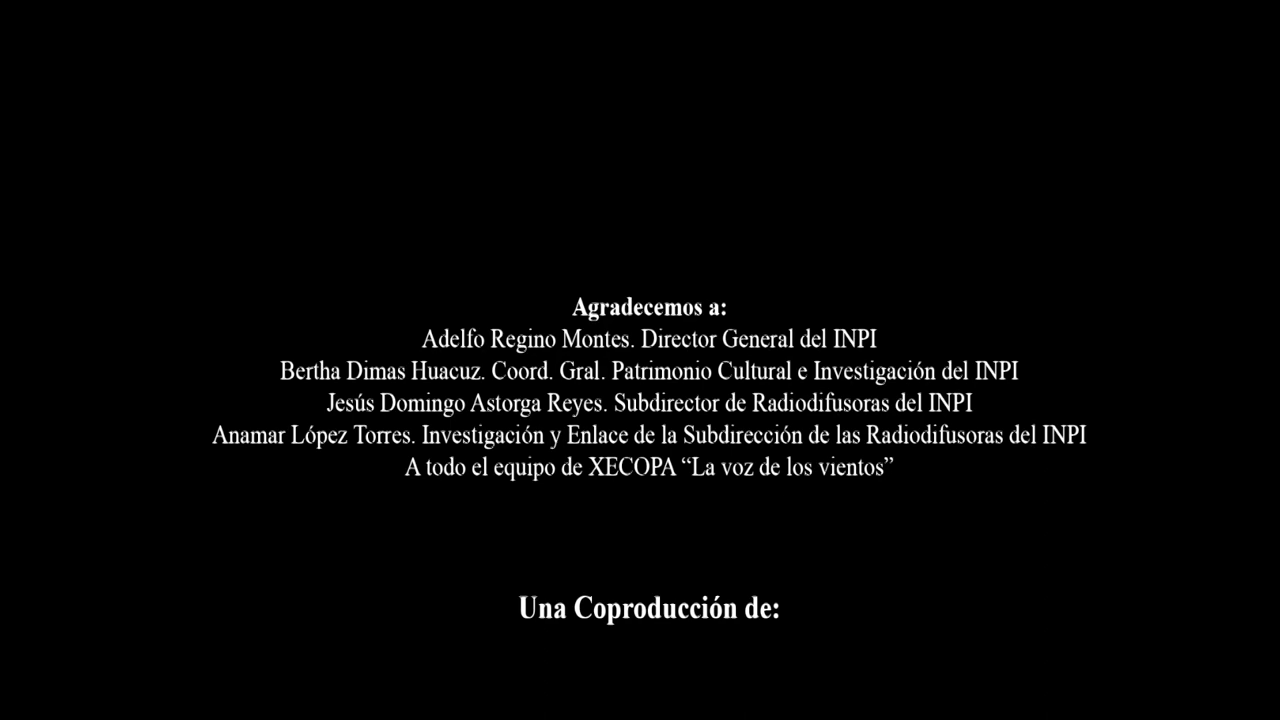 Agradecemos a:
Adelfo Regino Montes. Director General del INPI
Bertha Dimas Huacuz. Coord. Gral. Patrimonio Cultural e Investigación del INPI
Jesús Domingo Astorga Reyes. Subdirector de Radiodifusoras del INPI
Anamar López Torres. Investigación y Enlace de la Subdirección de las Radiodifusoras del INPI
A todo el equipo de XECOPA “La voz de los vientos”
Una Coproducción de: